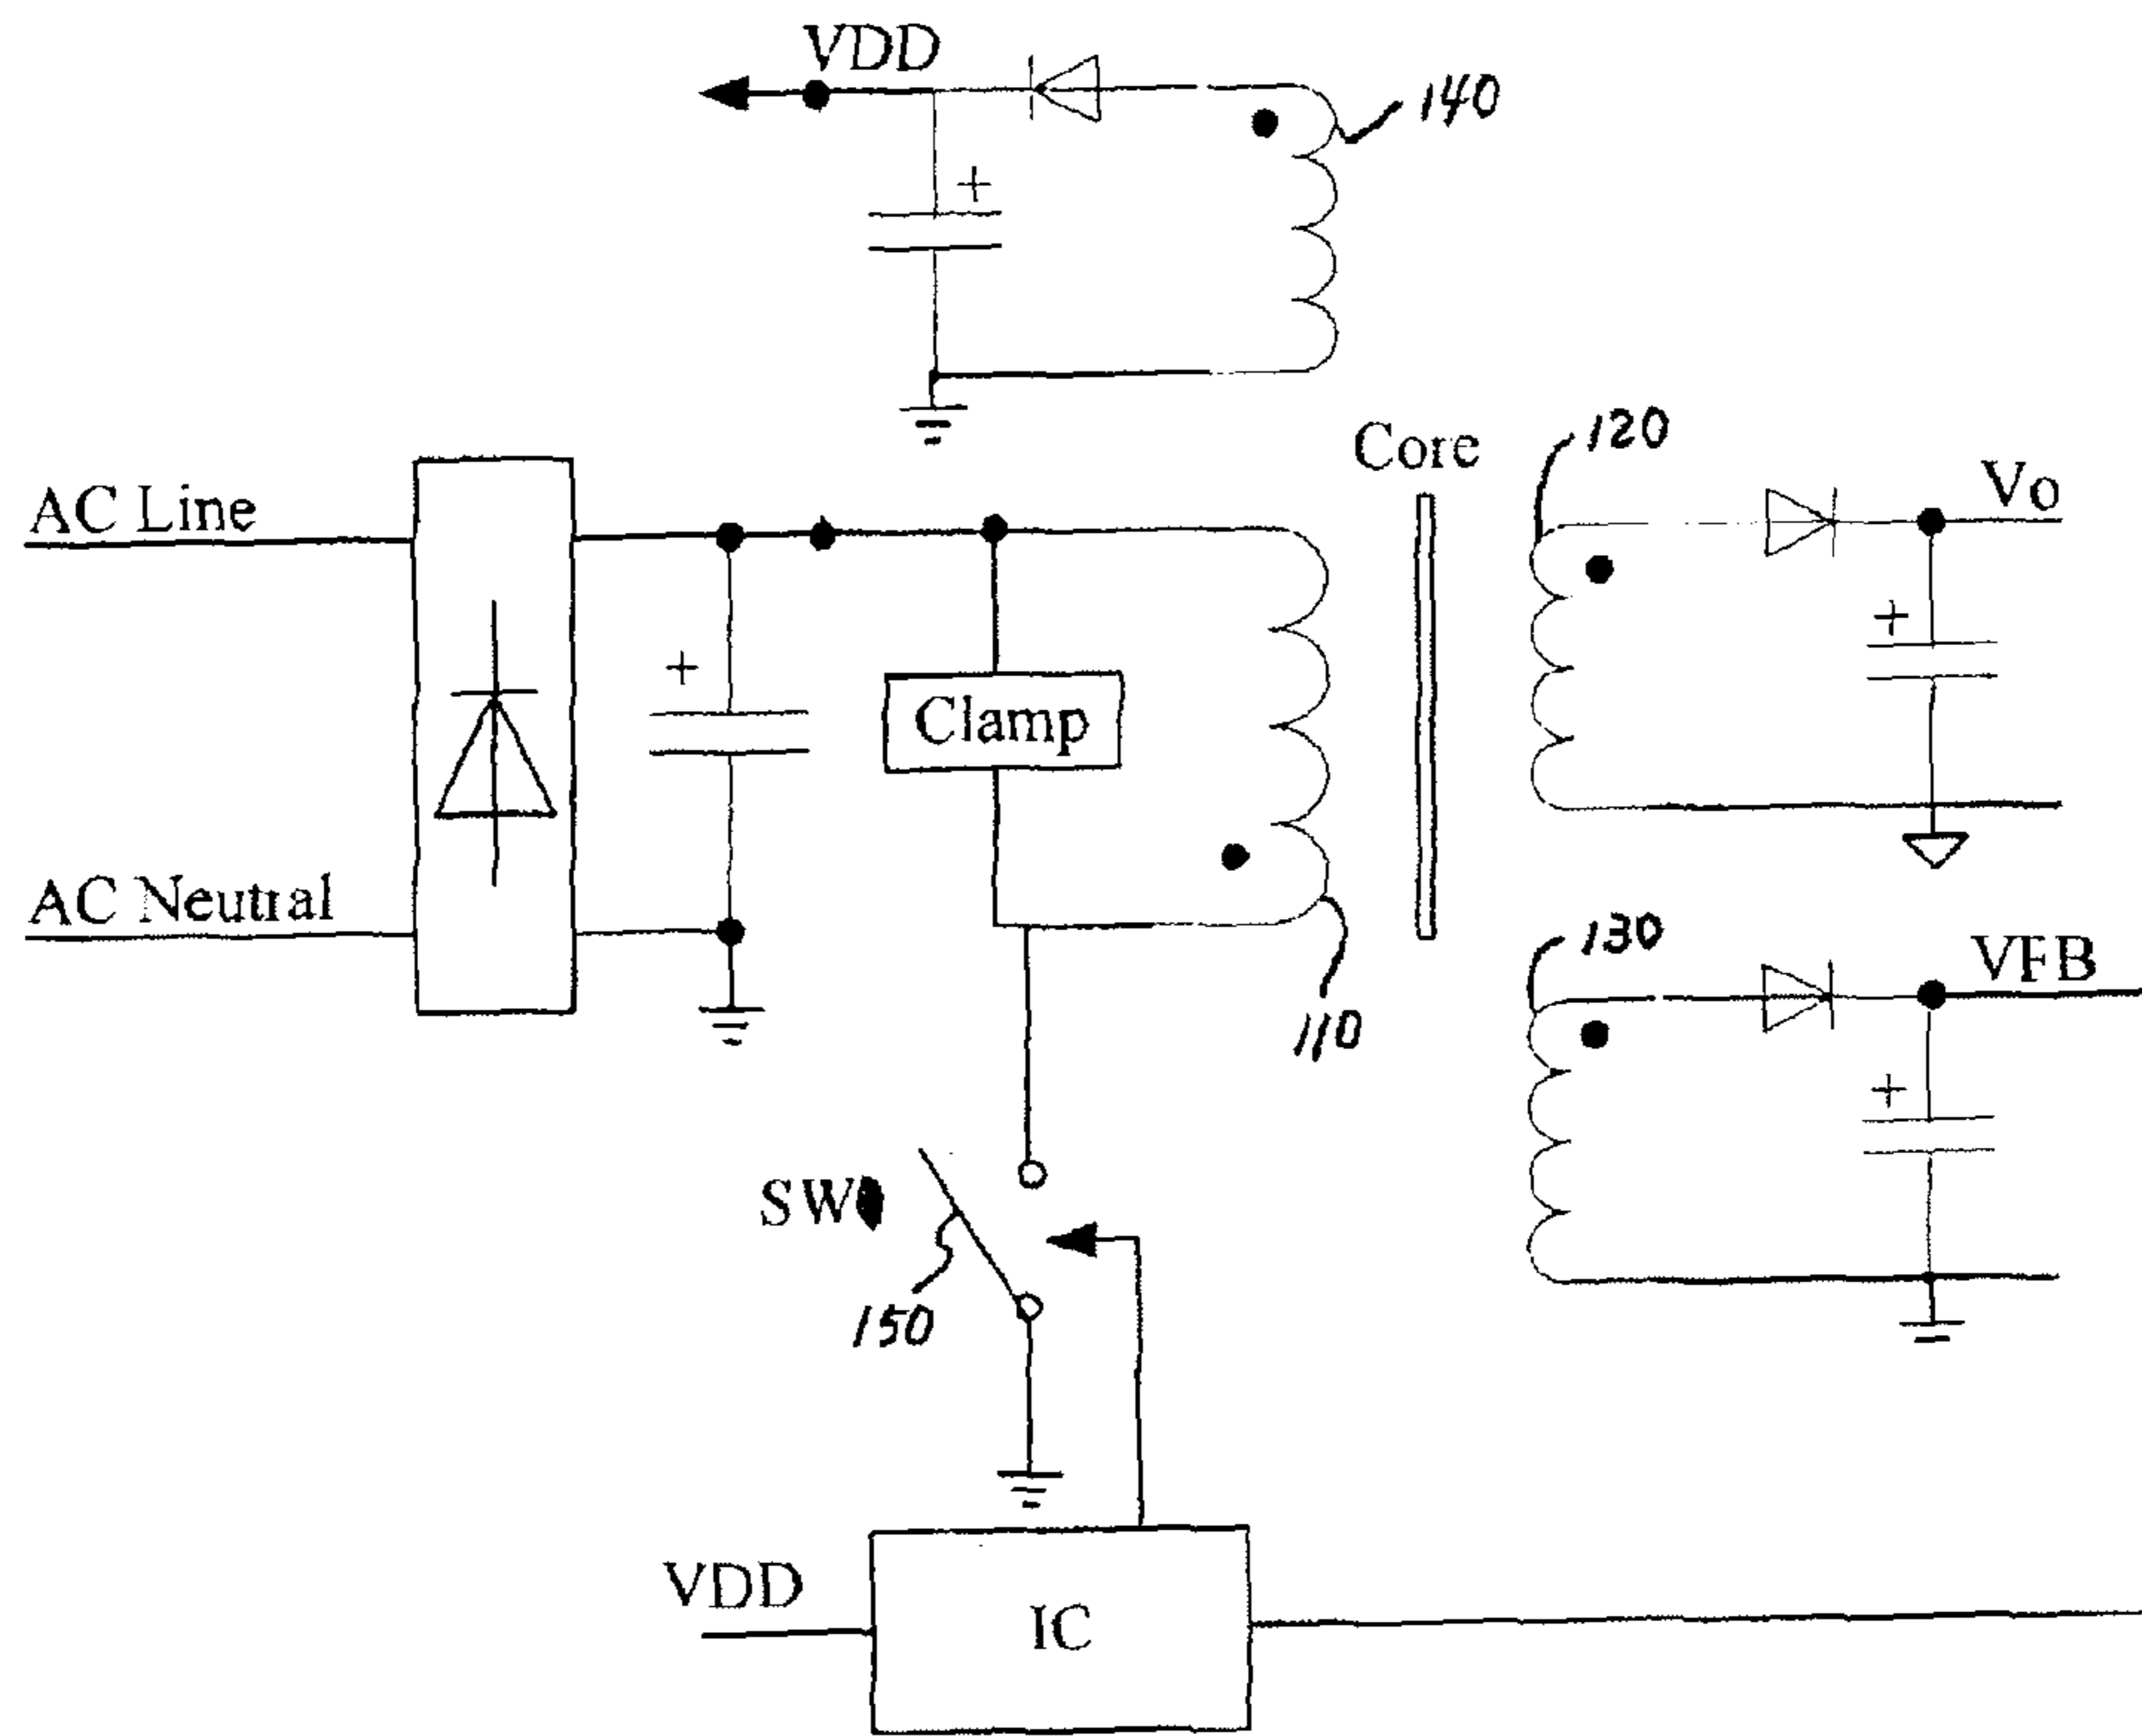 VDD
140
+
Core
120
Vo
AC Line
+
+
Clamp
AC Neutral
130
VFB
110
+
SW
150
VDD
IC